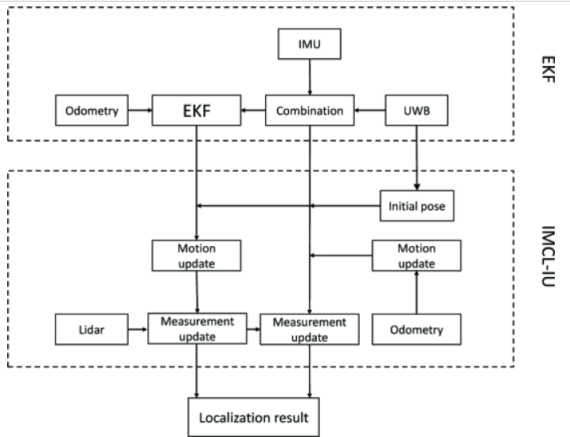 IMU
EKF
Odometry
EKF
Combination
UWB
Initial pose
IMCL-IU
Motion
update
Motion
update
Lidar
Measurement
update
Measurement
update
Odometry
Localization result